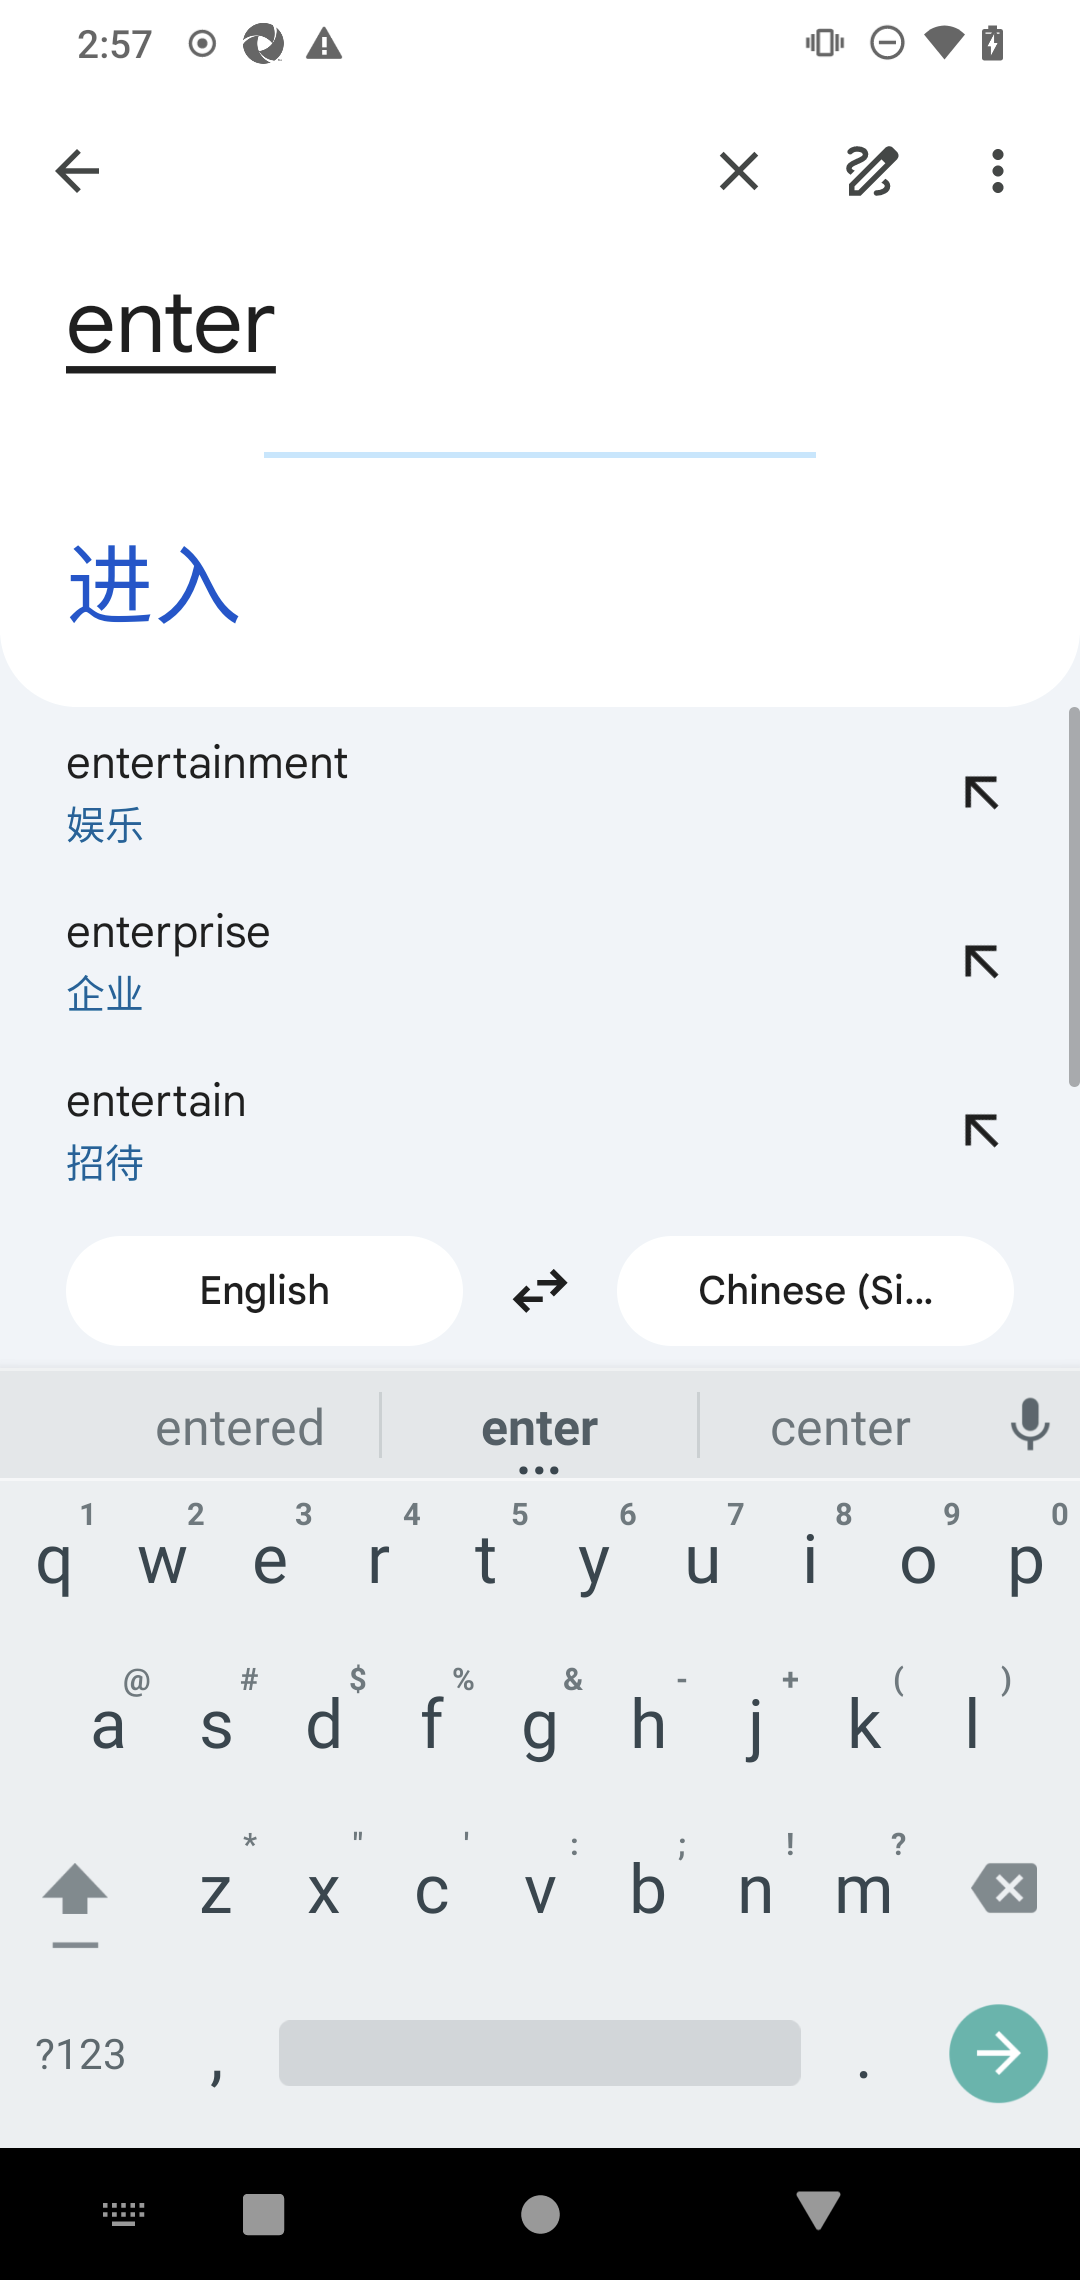 2:57
enter
进入
entertainment
娱乐
enterprise
企业
entertain
招待
English
Chinese (Si...
entered
enter
center
1 2 3 4 5 6 7 8 9 0
q w e r t y u i o p
@ # $ % & - + ( )
a s d f g h j k l
* " ' : ; ! ?
z x c v b n m
?123 , .